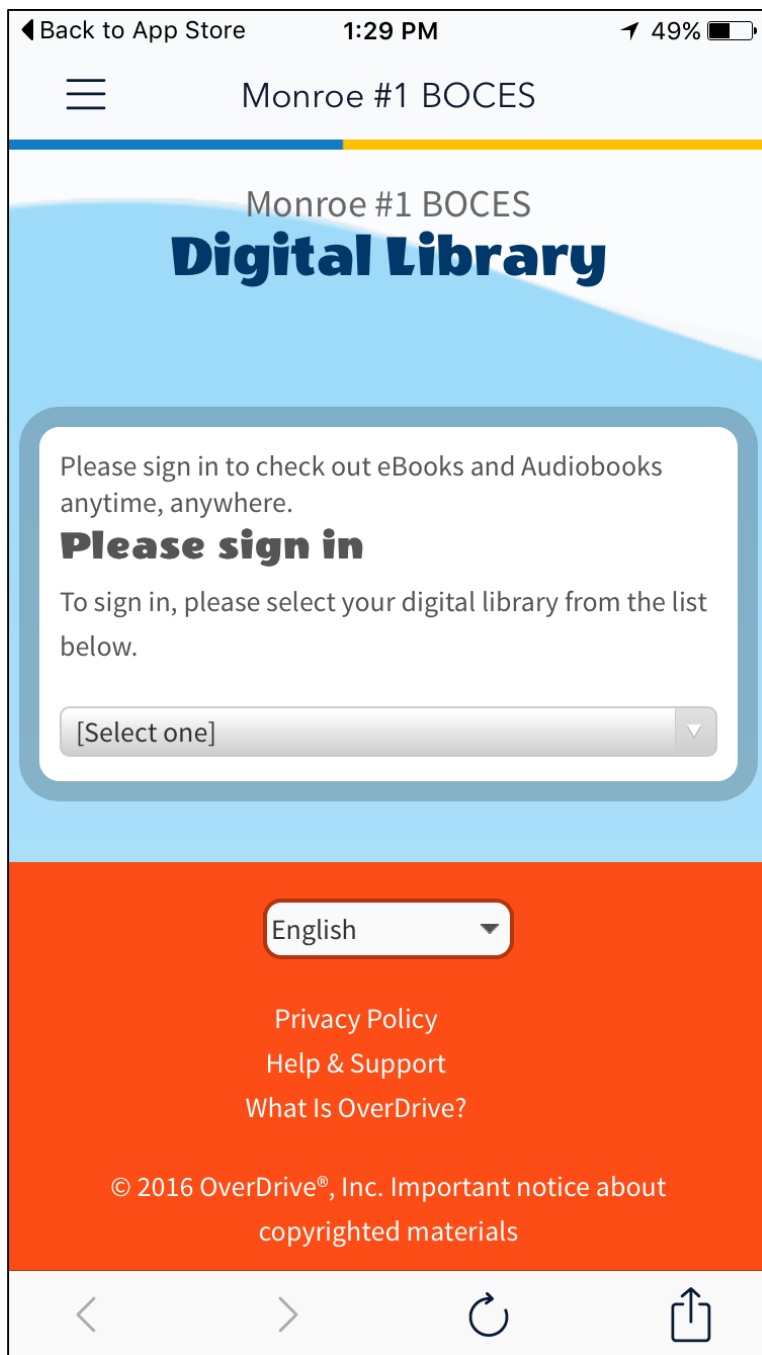 Back to App Store 1:29 PM 49%
Monroe #1 BOCES
Monroe #1 BOCES
Digital Library
Please sign in to check out eBooks and Audiobooks
anytime, anywhere.
Please sign in
To sign in, please select your digital library from the list
below.
[Select one]
English
Privacy Policy
Help & Support
What Is OverDrive?
© 2016 OverDrive®, Inc. Important notice about
copyrighted materials